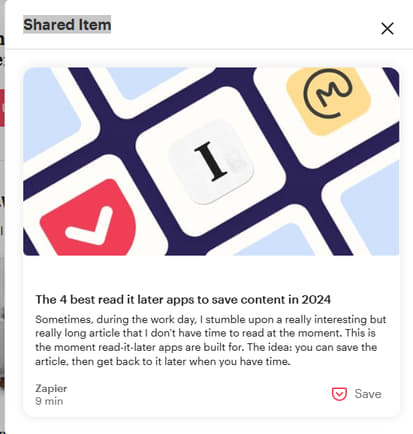 Shared Item
I
The 4 best read it later apps to save content in 2024
Sometimes, during the work day, I stumble upon a really interesting but
really long article that I don't have time to read at the moment. This is
the moment read-it-later apps are built for. The idea: you can save the
article, then get back to it later when you have time.
Zapier
9 min
Save